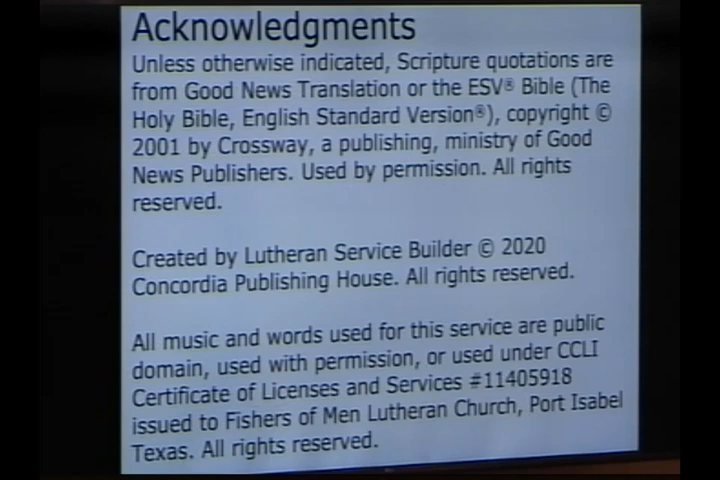 Acknowledgments
Unless otherwise indicated, Scripture quotations are
from Good News Translation or the ESV® Bible (The
Holy Bible, English Standard Version®), copyright ©
2001 by Crossway, a publishing, ministry of Good
News Publishers. Used by permission. All rights
reserved.
Created by Lutheran Service Builder © 2020
Concordia Publishing House. All rights reserved.
All music and words used for this service are public
domain, used with permission, or used under CCLI
Certificate of Licenses and Services #11405918
issued to Fishers of Men Lutheran Church, Port Isabel
Texas. All rights reserved.